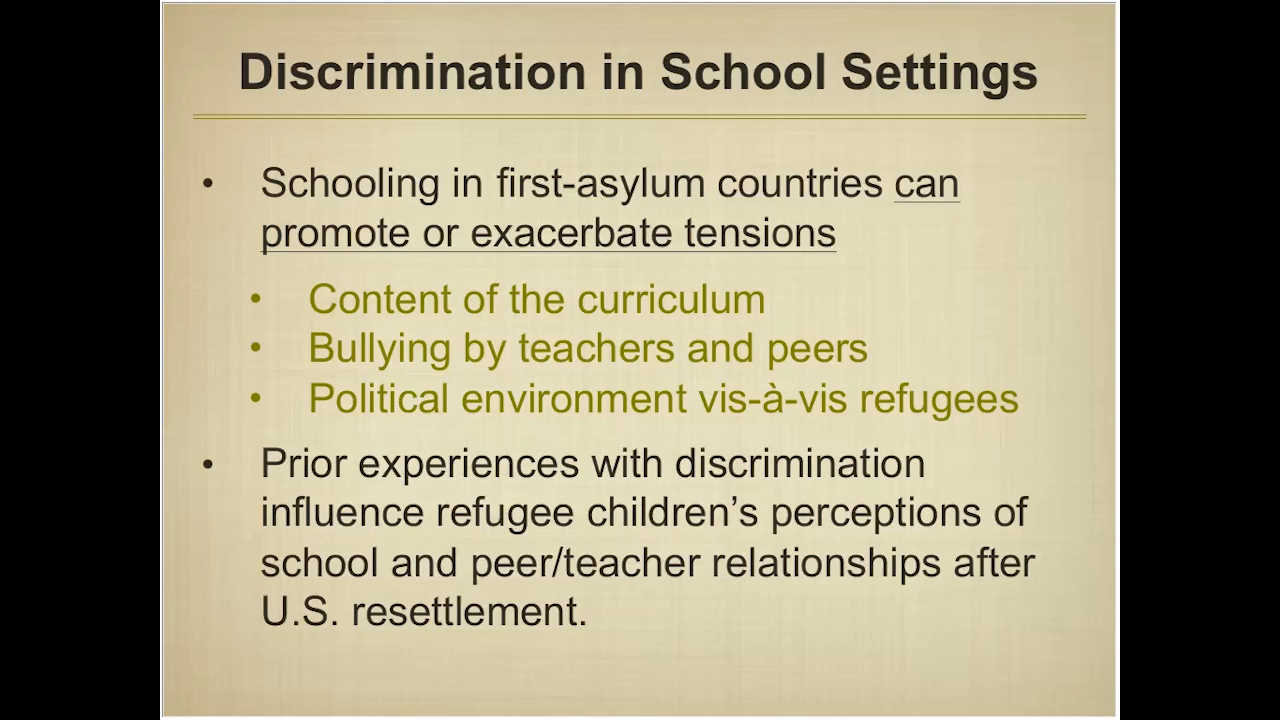 Discrimination in School Settings
• Schooling in first-asylum countries can
promote or exacerbate tensions
• Content of the curriculum
• Bullying by teachers and peers
• Political environment vis-à-vis refugees
• Prior experiences with discrimination
influence refugee children’s perceptions of
school and peer/teacher relationships after
U.S. resettlement.